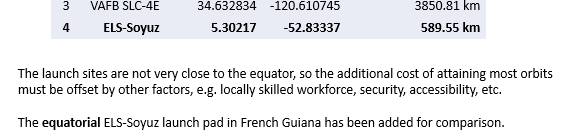 3 VAFB SLC-4E 34.632834 -120.610745 3850.81 km
4 ELS-Soyuz 5.30217 -52.83337 589.55 km
The launch sites are not very close to the equator, so the additional cost of attaining most orbits
must be offset by other factors, e.g. locally skilled workforce, security, accessibility, etc.
The equatorial ELS-Soyuz launch pad in French Guiana has been added for comparison.